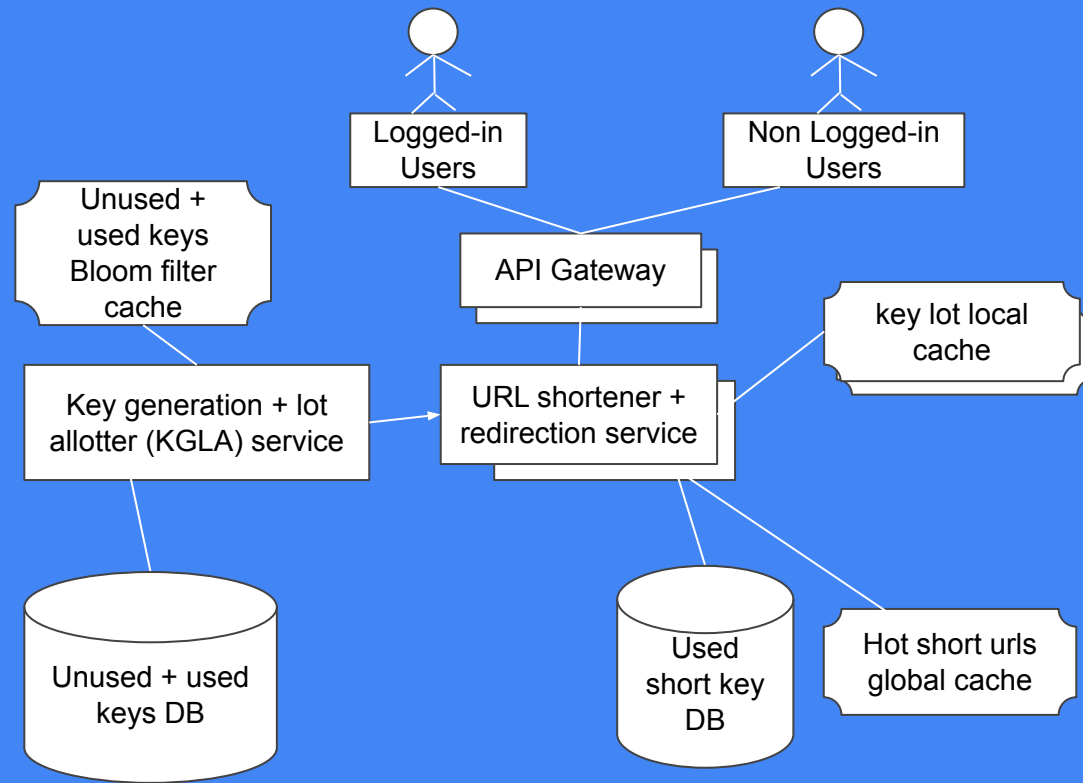 Logged-in
Users
Non Logged-in
Users
Unused +
used keys
Bloom filter
cache
API Gateway
key lot local
cache
Key generation + lot
allotter (KGLA) service
URL shortener +
redirection service
Unused + used
keys DB
Used
short key
DB
Hot short urls
global cache